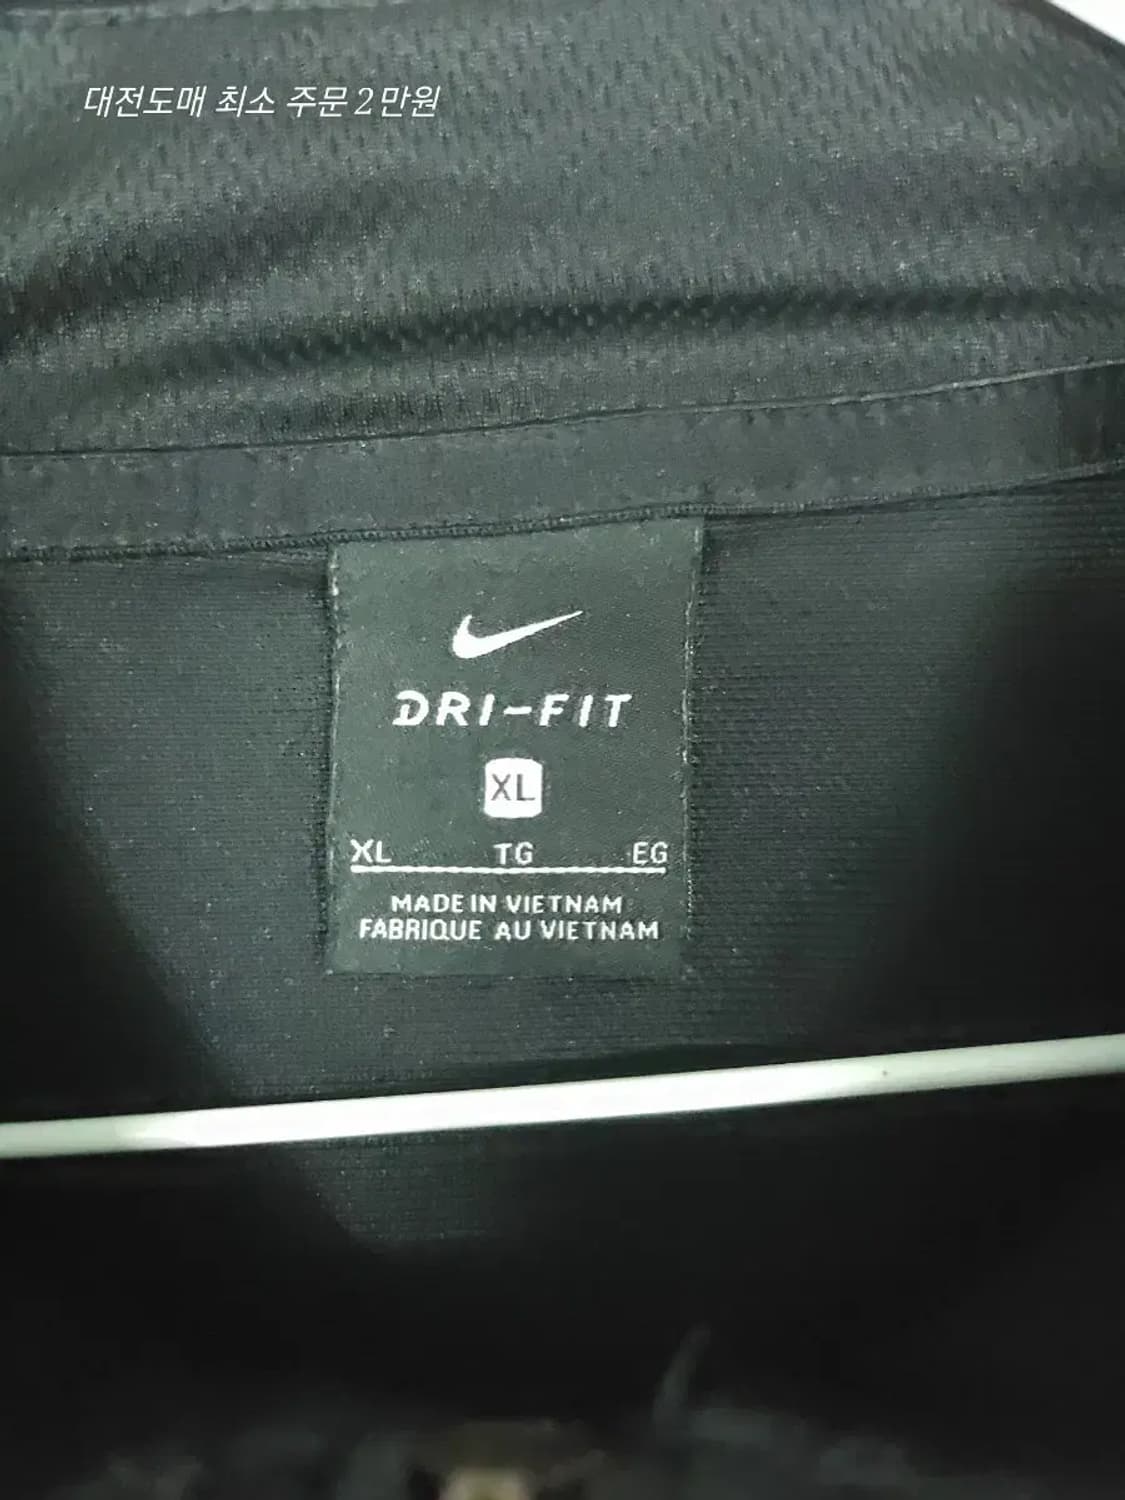 대전도매 최소 주문 2만원
DRI-FIT
XL
XL TG EG
MADE IN VIETNAM
FABRIQUE AU VIETNAM